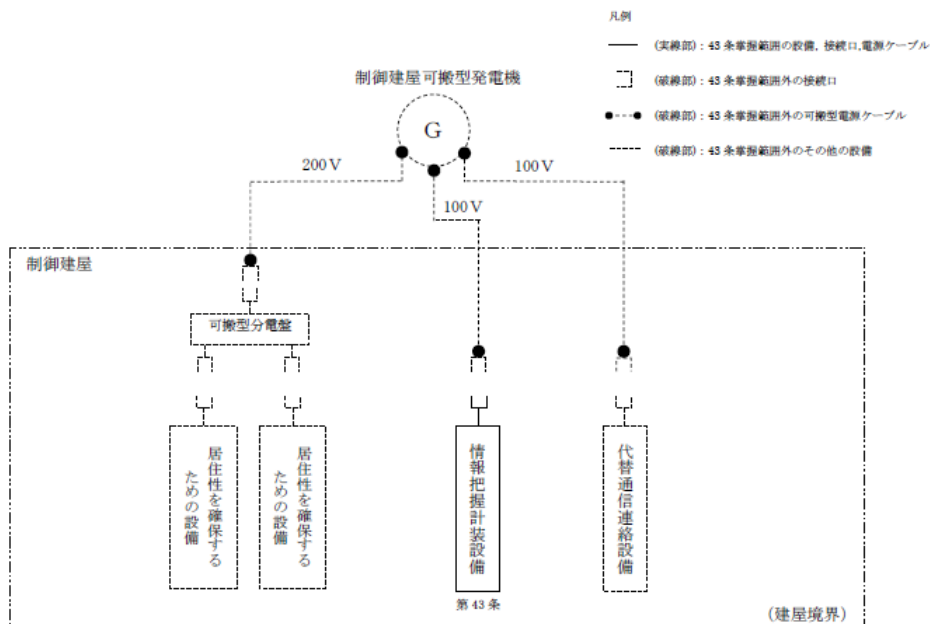 凡例
(実線部)：43条掌握範囲の設備, 接続口,電源ケーブル
(破線部)：43条掌握範囲外の接続口
(破線部)：43条掌握範囲外の可搬型電源ケーブル
(破線部)：43条掌握範囲外のその他の設備
制御建屋可搬型発電機
G
200V
100V
100V
制御建屋
可搬型分電盤
居住性を確保する
ための設備
居住性を確保する
ための設備
情報把握計装設備
代替通信連絡設備
第43条
(建屋境界)